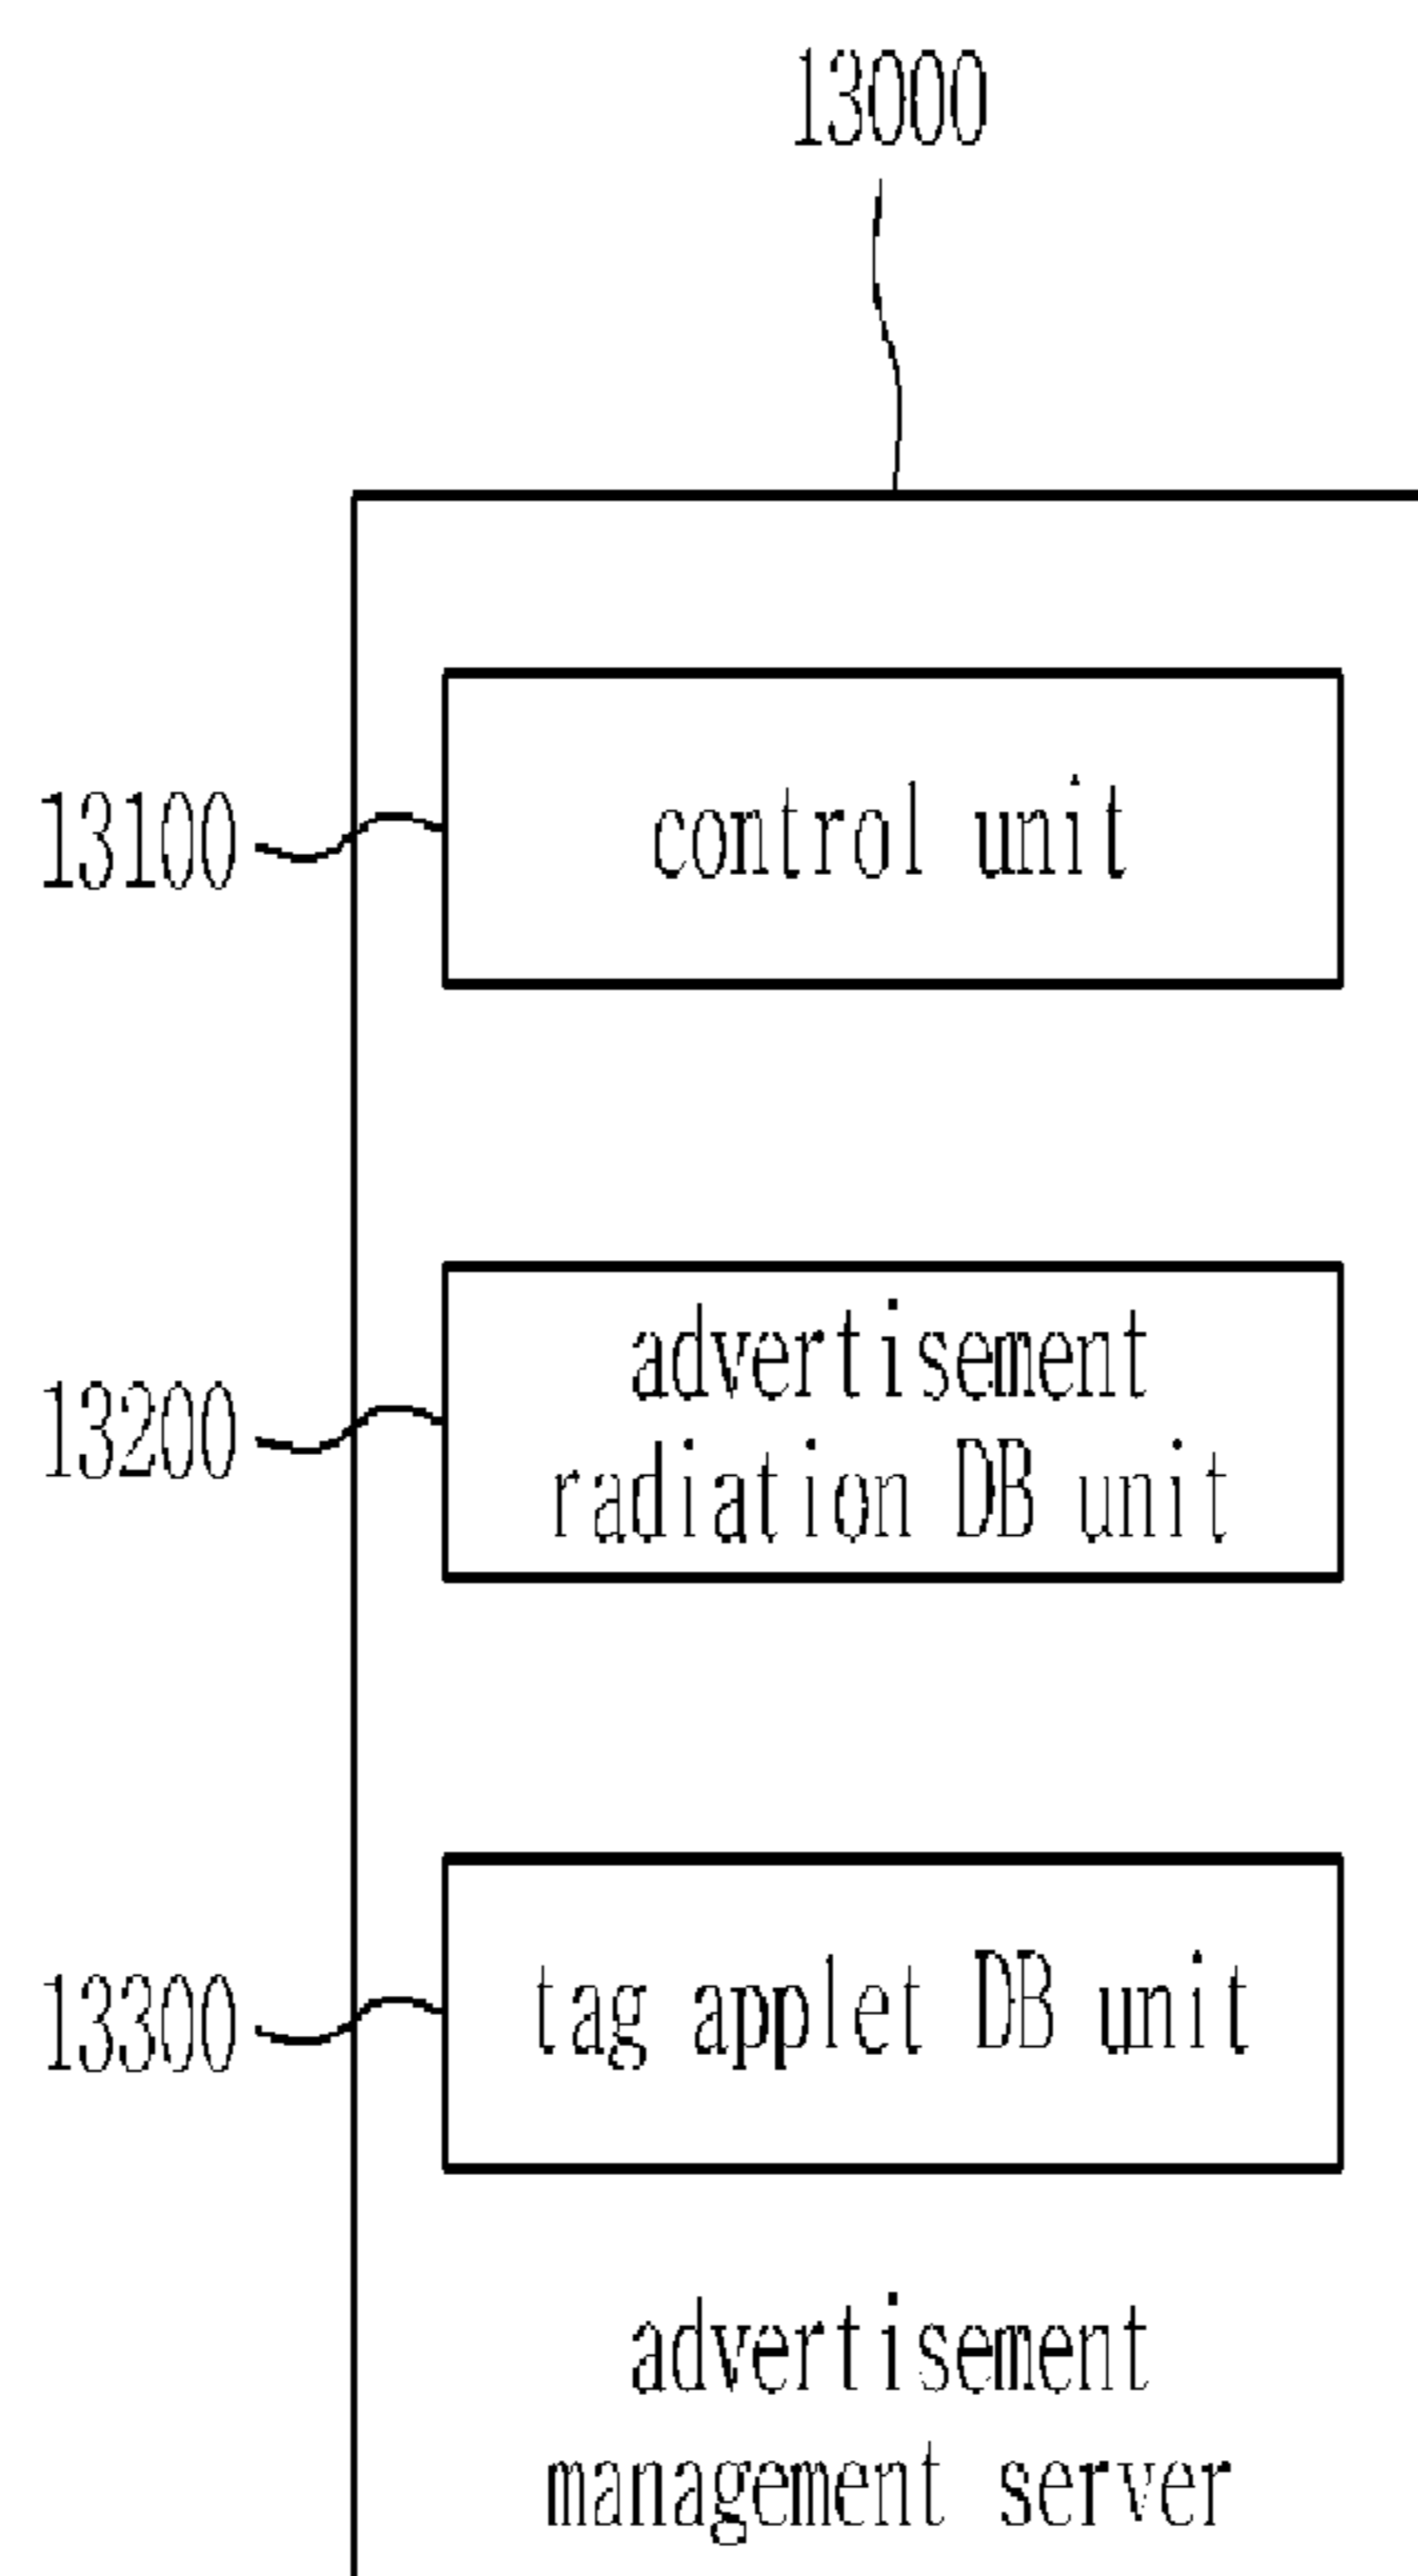 13000
13100
control unit
13200
advertisement
radiation DB unit
13300
tag applet DB unit
advertisement
management server